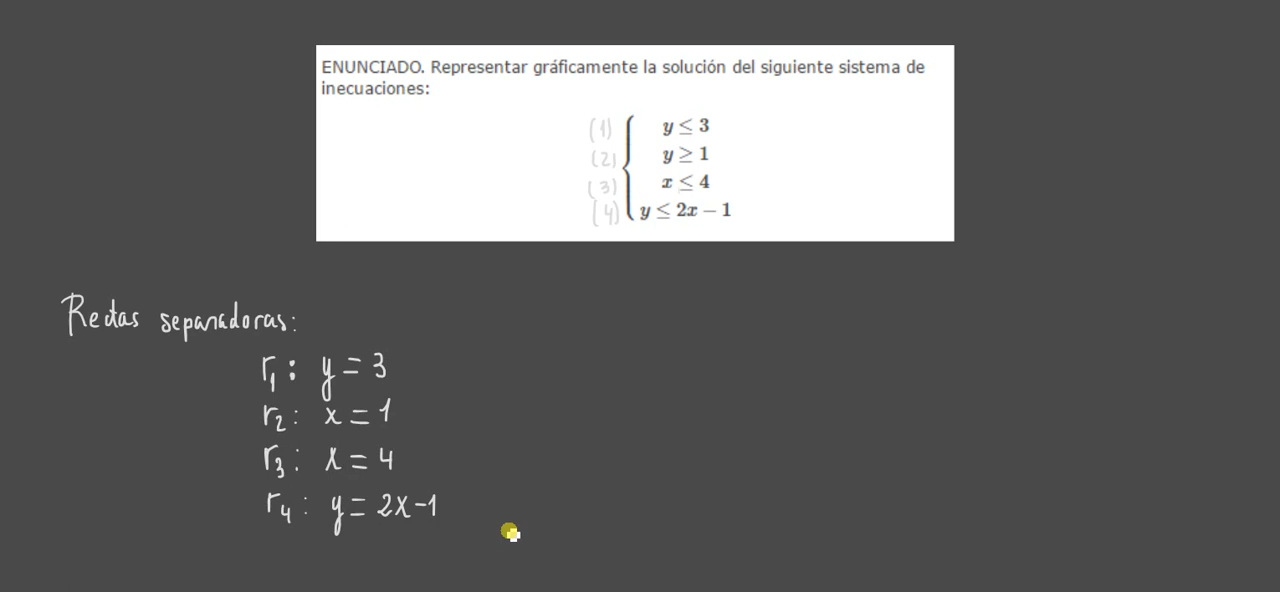 ENUNCIADO. Representar gráficamente la solución del siguiente sistema de
inecuaciones:
(1) y ≤ 3
(2) y ≥ 1
(3) x ≤ 4
(4) y ≤ 2x − 1
Rectas separadoras:
r₁: y = 3
r₂: x = 1
r₃: x = 4
r₄: y = 2x-1